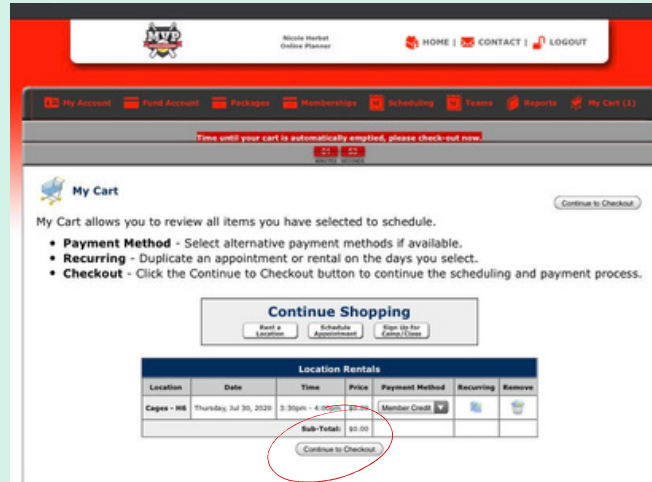 MVP
Nicole Herbst
Online Planner
HOME | CONTACT | LOGOUT
My Account Fund Account Packages Memberships Scheduling Teams Reports My Cart (1)
Time until your cart is automatically emptied, please check-out now.
MINUTES SECONDS
My Cart
Continue to Checkout
My Cart allows you to review all items you have selected to schedule.
• Payment Method - Select alternative payment methods if available.
• Recurring - Duplicate an appointment or rental on the days you select.
• Checkout - Click the Continue to Checkout button to continue the scheduling and payment process.
Continue Shopping
Rent a Location Schedule Appointment Sign Up for Camp/Class
Location Rentals
Location Date Time Price Payment Method Recurring Remove
Cages - H6 Thursday, Jul 30, 2020 3:30pm - 4:00pm $0.00 Member Credit
Sub-Total: $0.00
Continue to Checkout